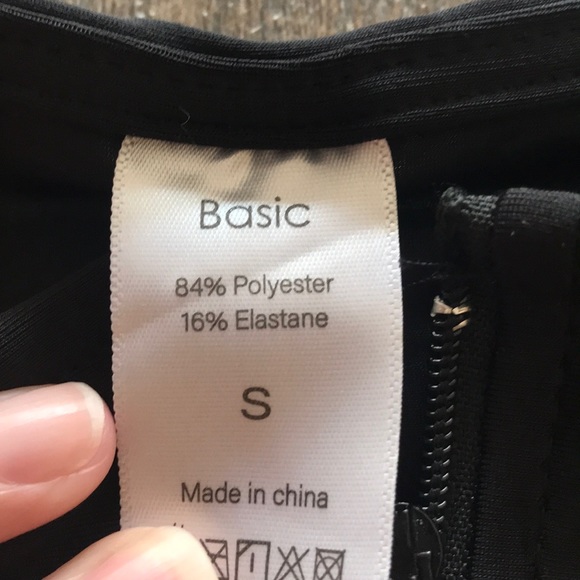 Basic
84% Polyester
16% Elastane
S
Made in china